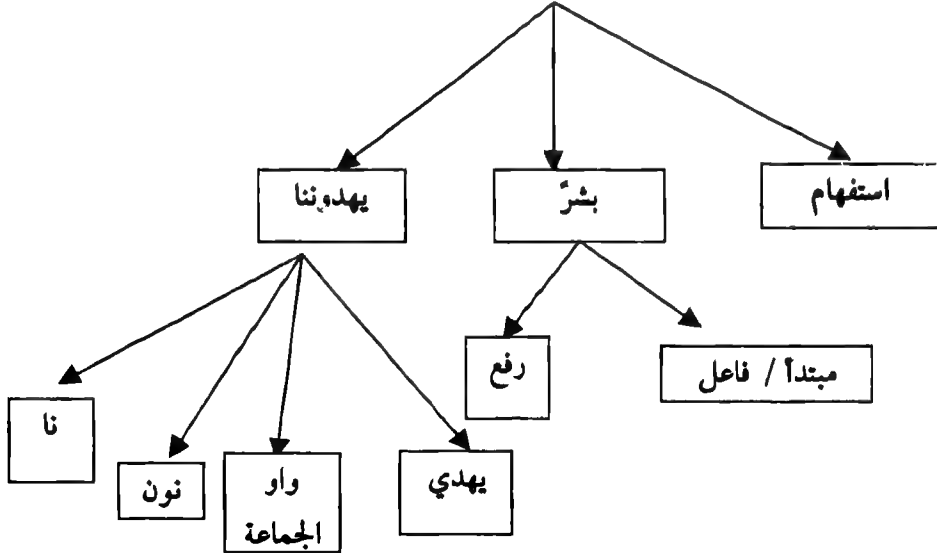 استفهام
بشرٌ
يهدوننا
مبتدأ / فاعل
رفع
يهدي
واو
الجماعة
نون
نا